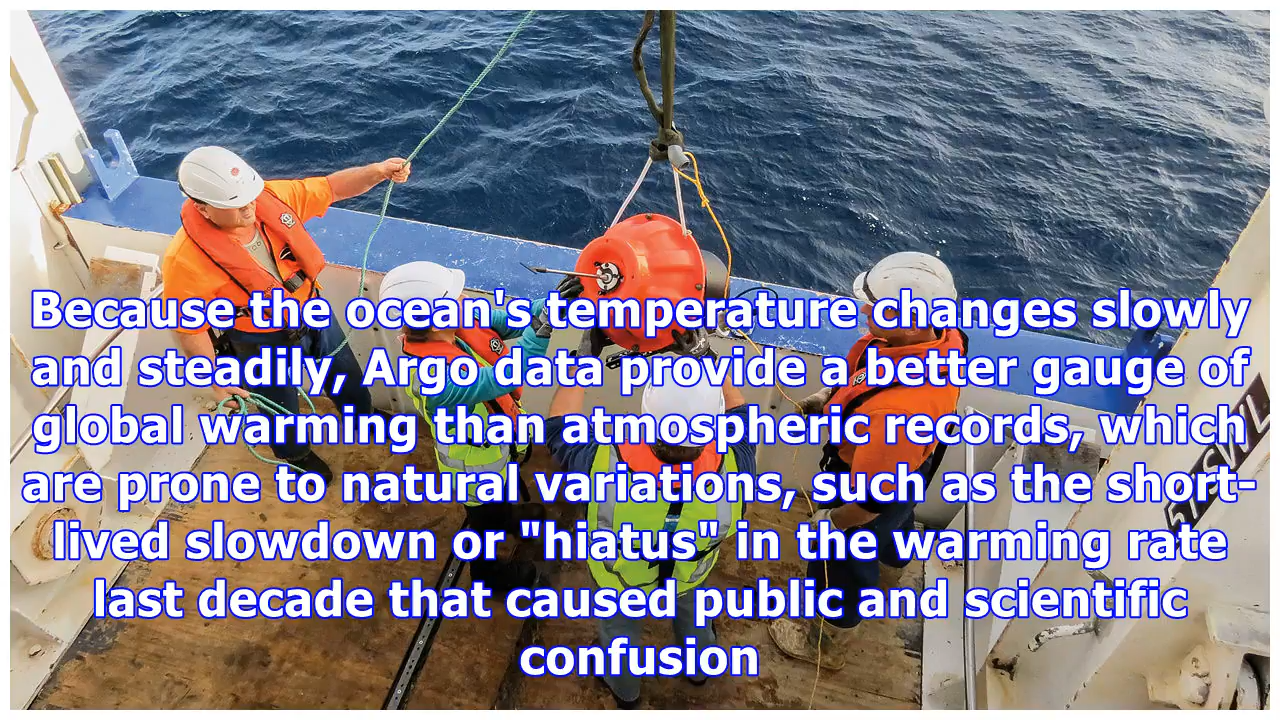 Because the ocean's temperature changes slowly
and steadily, Argo data provide a better gauge of
global warming than atmospheric records, which
are prone to natural variations, such as the short-
lived slowdown or "hiatus" in the warming rate
last decade that caused public and scientific
confusion
5T SWL